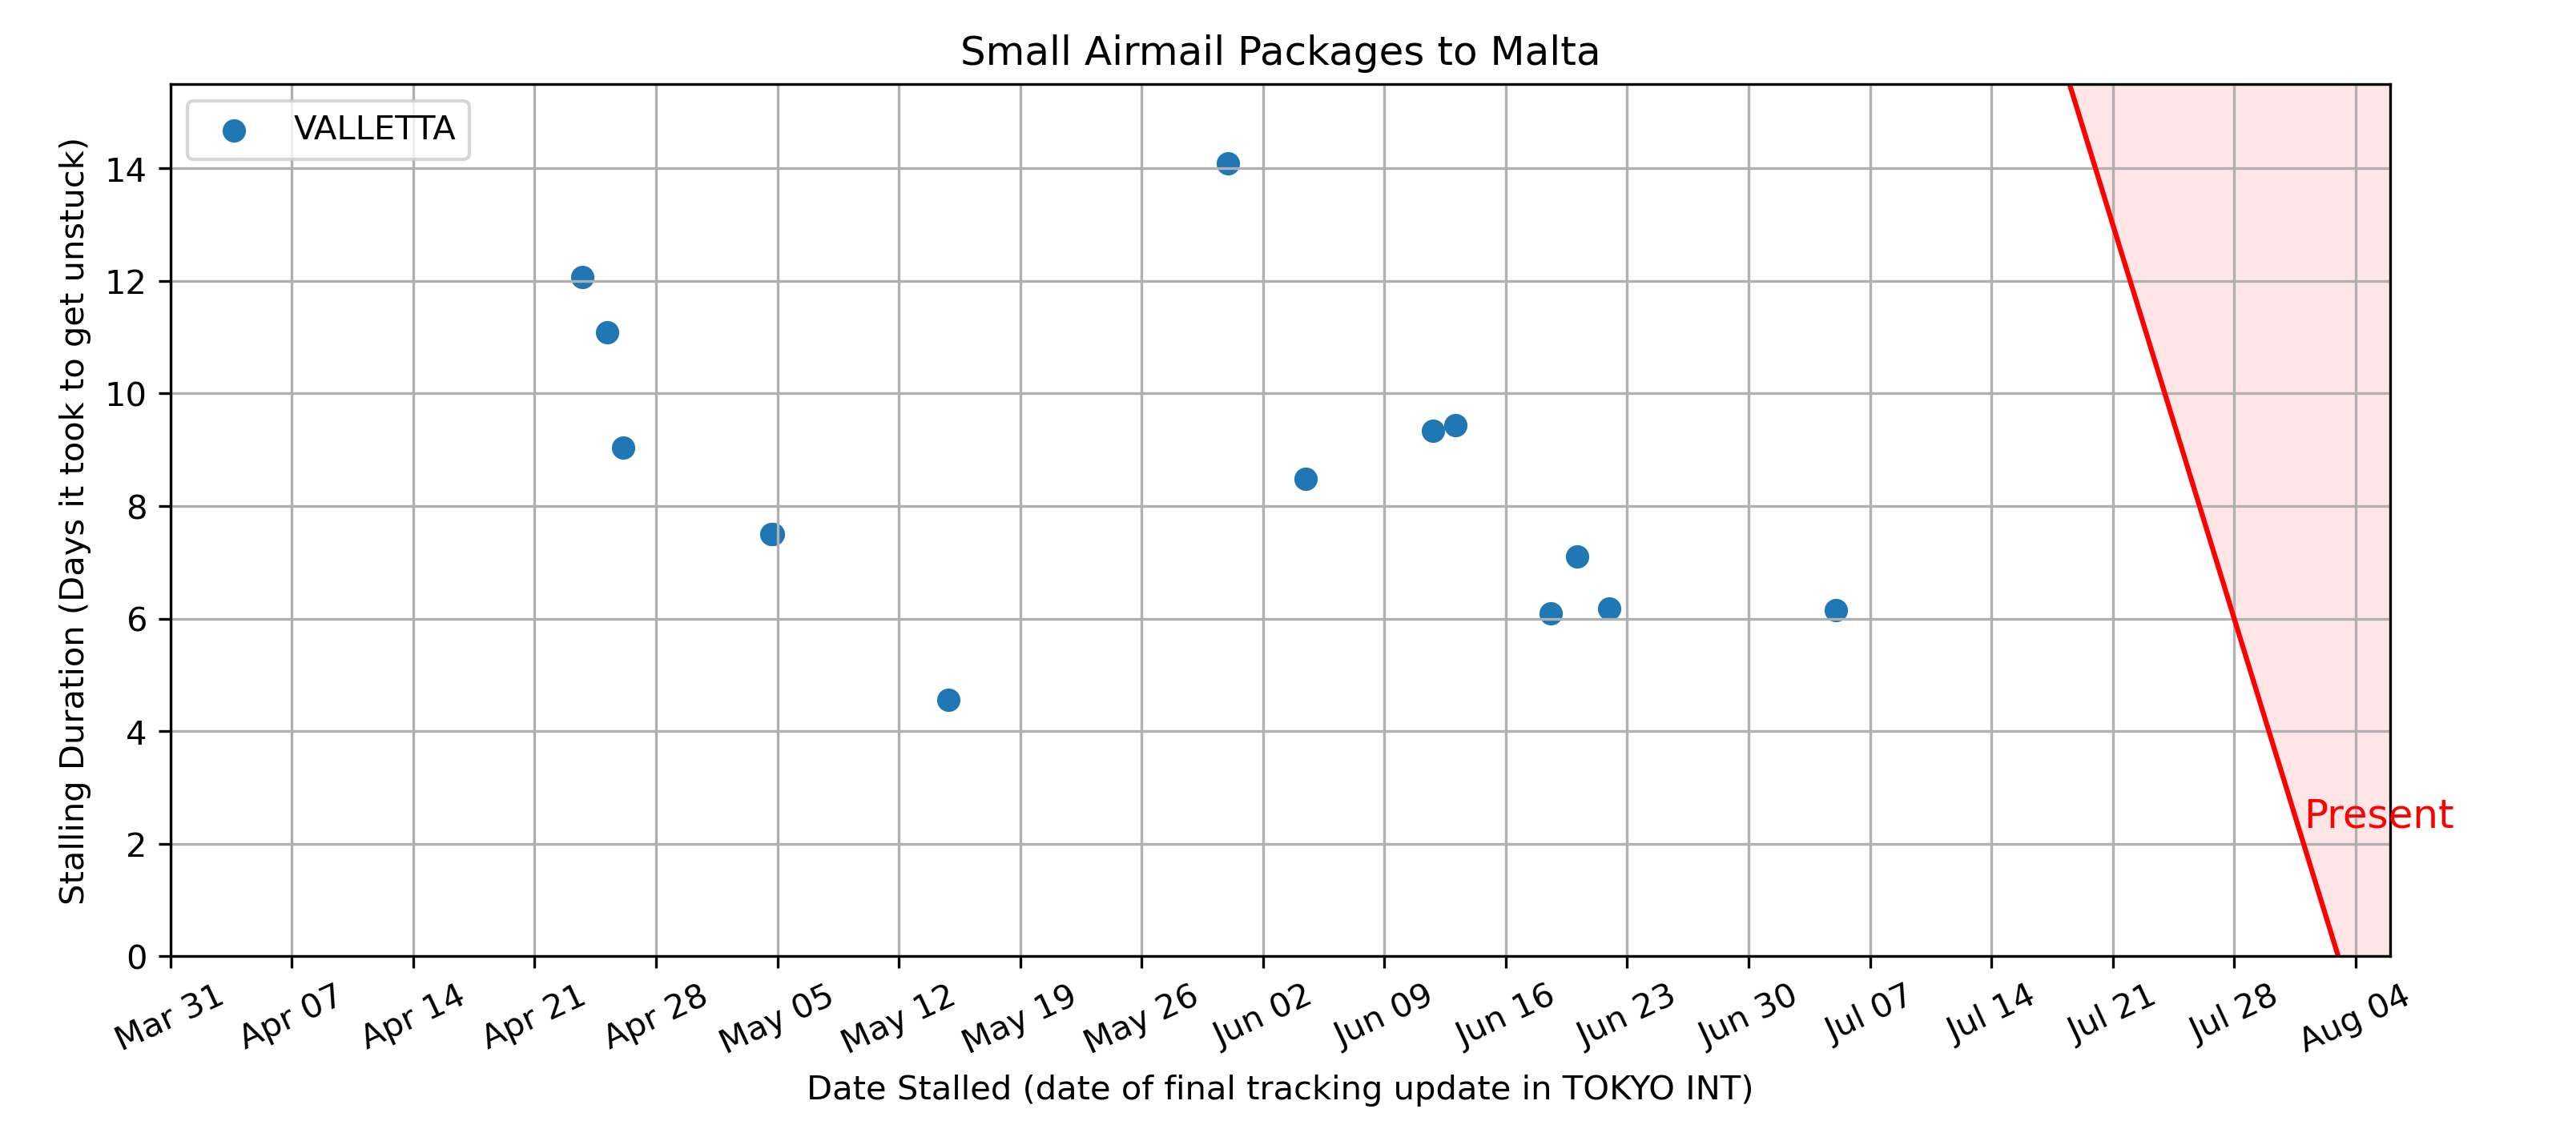 Small Airmail Packages to Malta
VALLETTA
Stalling Duration (Days it took to get unstuck)
14
12
10
8
6
4
2
0
Present
Mar 31
Apr 07
Apr 14
Apr 21
Apr 28
May 05
May 12
May 19
May 26
Jun 02
Jun 09
Jun 16
Jun 23
Jun 30
Jul 07
Jul 14
Jul 21
Jul 28
Aug 04
Date Stalled (date of final tracking update in TOKYO INT)